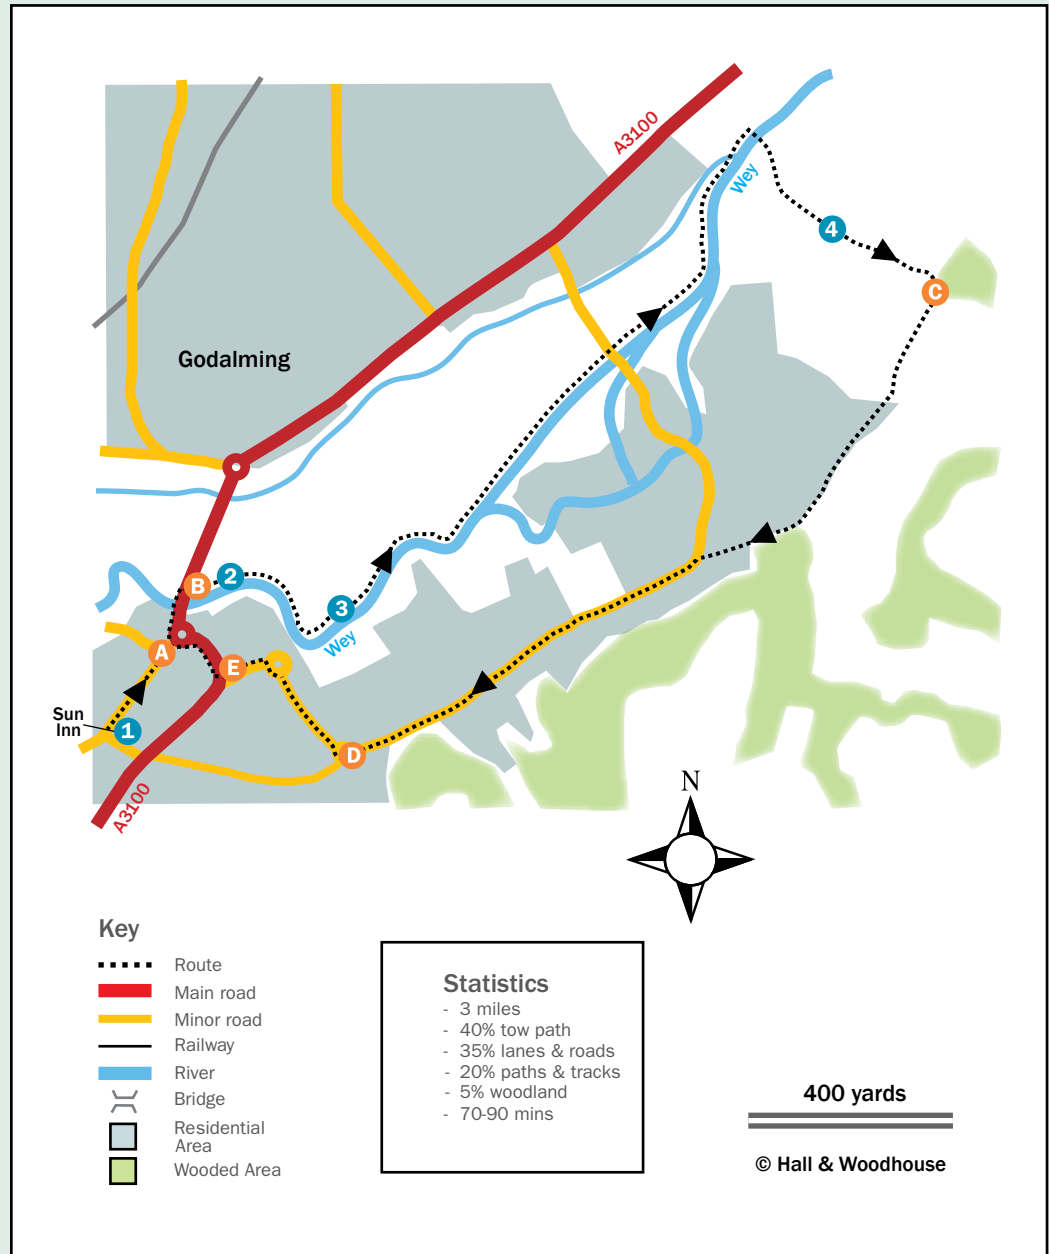 A3100
Wey
4
C
Godalming
B
2
3
Wey
A
E
Sun
Inn
1
D
A3100
N
Key
Route
Main road
Minor road
Railway
River
Bridge
Residential
Area
Wooded Area
Statistics
- 3 miles
- 40% tow path
- 35% lanes & roads
- 20% paths & tracks
- 5% woodland
- 70-90 mins
400 yards
© Hall & Woodhouse